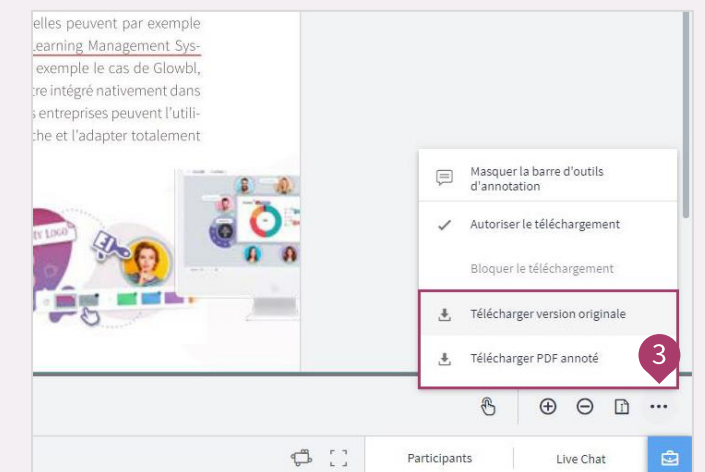 elles peuvent par exemple
earning Management Sys-
exemple le cas de Glowbl,
tre intégré nativement dans
s entreprises peuvent l'utili-
che et l'adapter totalement
Y LOGO
Masquer la barre d'outils
d'annotation
Autoriser le téléchargement
Bloquer le téléchargement
Télécharger version originale
Télécharger PDF annoté
3
Participants
Live Chat